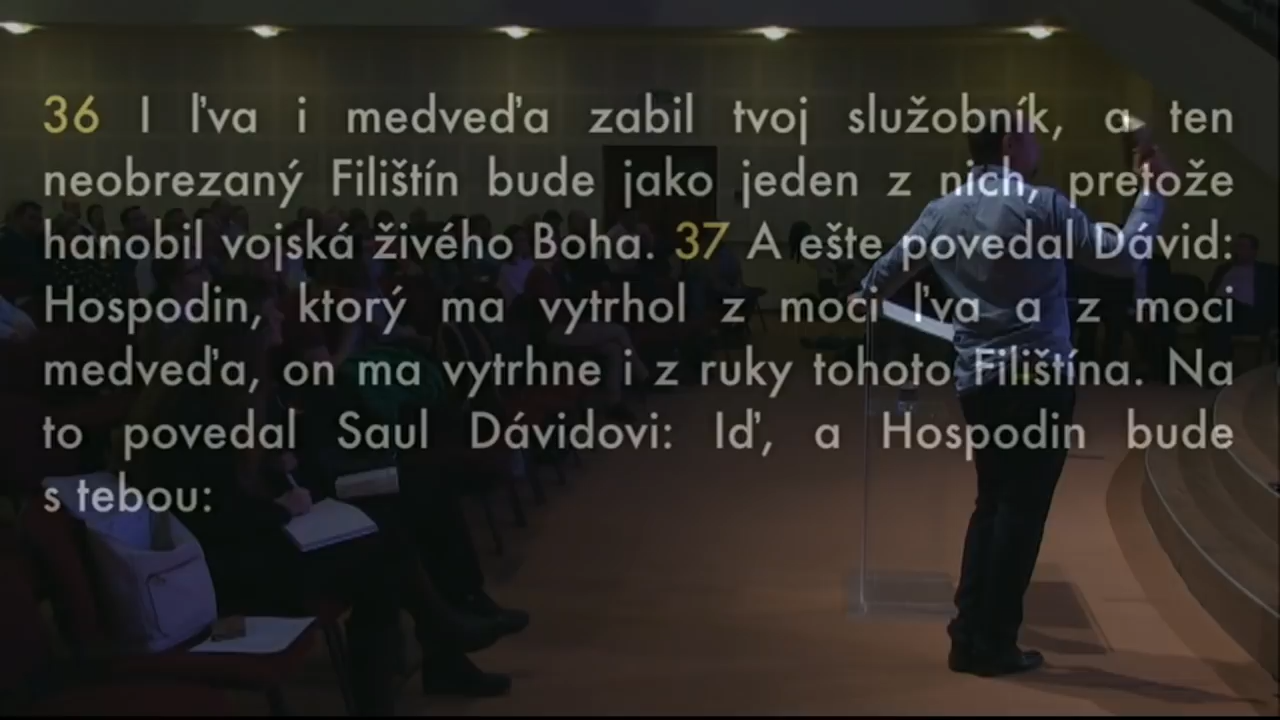 36 I ľva i medveďa zabil tvoj služobník, a ten
neobrezaný Filištín bude jako jeden z nich, pretože
hanobil vojská živého Boha. 37 A ešte povedal Dávid:
Hospodin, ktorý ma vytrhol z moci ľva a z moci
medveďa, on ma vytrhne i z ruky tohoto Filištína. Na
to povedal Saul Dávidovi: Iď, a Hospodin bude
s tebou: